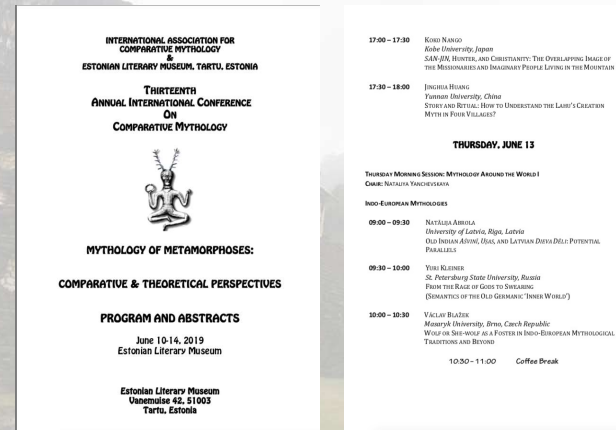 INTERNATIONAL ASSOCIATION FOR
COMPARATIVE MYTHOLOGY
&
ESTONIAN LITERARY MUSEUM, TARTU, ESTONIA
THIRTEENTH
ANNUAL INTERNATIONAL CONFERENCE
ON
COMPARATIVE MYTHOLOGY
MYTHOLOGY OF METAMORPHOSES:
COMPARATIVE & THEORETICAL PERSPECTIVES
PROGRAM AND ABSTRACTS
June 10-14, 2019
Estonian Literary Museum
Estonian Literary Museum
Vanemuise 42, 51003
Tartu, Estonia
17:00 – 17:30 KOKO NANGO
Kobe University, Japan
SAN-JIN, HUNTER, AND CHRISTIANITY: THE OVERLAPPING IMAGE OF
THE MISSIONARIES AND IMAGINARY PEOPLE LIVING IN THE MOUNTAIN
17:30 – 18:00 JINGHUA HUANG
Yunnan University, China
STORY AND RITUAL: HOW TO UNDERSTAND THE LAHU'S CREATION
MYTH IN FOUR VILLAGES?
THURSDAY, JUNE 13
THURSDAY MORNING SESSION: MYTHOLOGY AROUND THE WORLD I
CHAIR: NATALIYA YANCHEVSKAYA
INDO-EUROPEAN MYTHOLOGIES
09:00 – 09:30 NATĀLIJA ABROLA
University of Latvia, Riga, Latvia
OLD INDIAN AŚVINI, UṢAS, AND LATVIAN DIEVA DĒLI: POTENTIAL
PARALLELS
09:30 – 10:00 YURI KLEINER
St. Petersburg State University, Russia
FROM THE RAGE OF GODS TO SWEARING
(SEMANTICS OF THE OLD GERMANIC 'INNER WORLD')
10:00 – 10:30 VÁCLAV BLAŽEK
Masaryk University, Brno, Czech Republic
WOLF OR SHE-WOLF AS A FOSTER IN INDO-EUROPEAN MYTHOLOGICAL
TRADITIONS AND BEYOND
10:30 – 11:00 Coffee Break